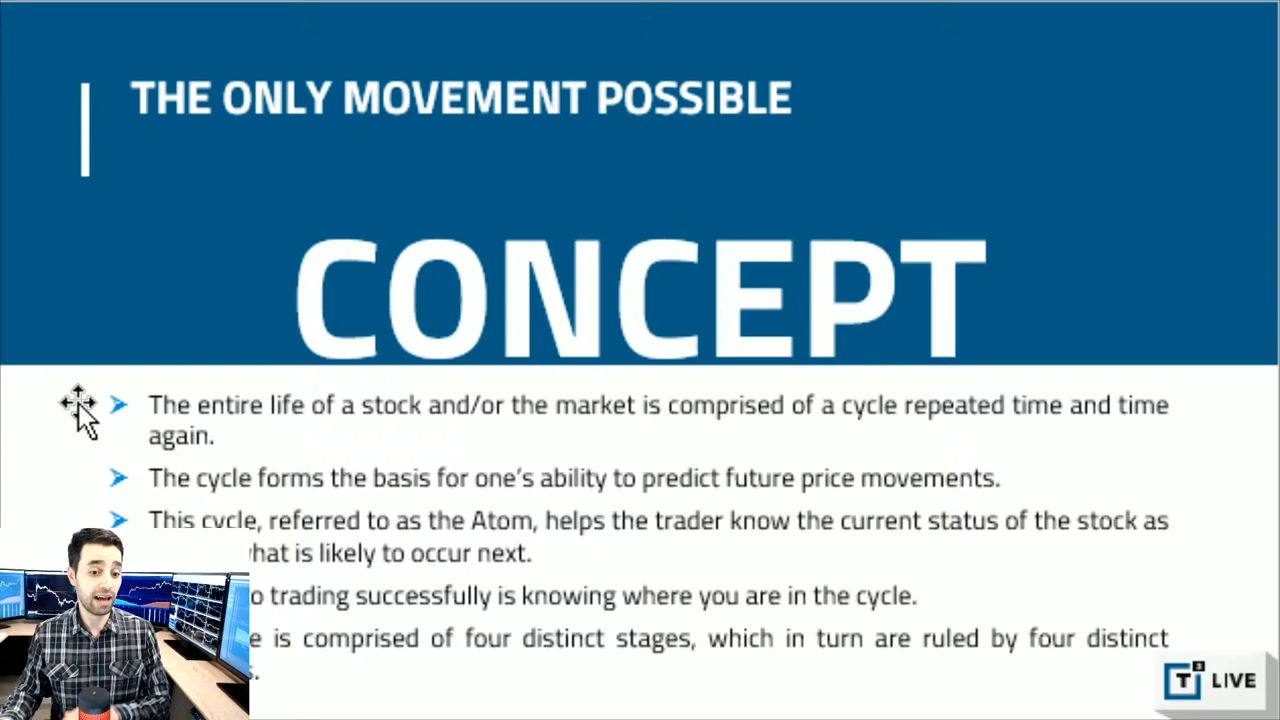 THE ONLY MOVEMENT POSSIBLE
CONCEPT
The entire life of a stock and/or the market is comprised of a cycle repeated time and time
again.
The cycle forms the basis for one's ability to predict future price movements.
This cycle, referred to as the Atom, helps the trader know the current status of the stock as
what is likely to occur next.
trading successfully is knowing where you are in the cycle.
is comprised of four distinct stages, which in turn are ruled by four distinct
T3 LIVE